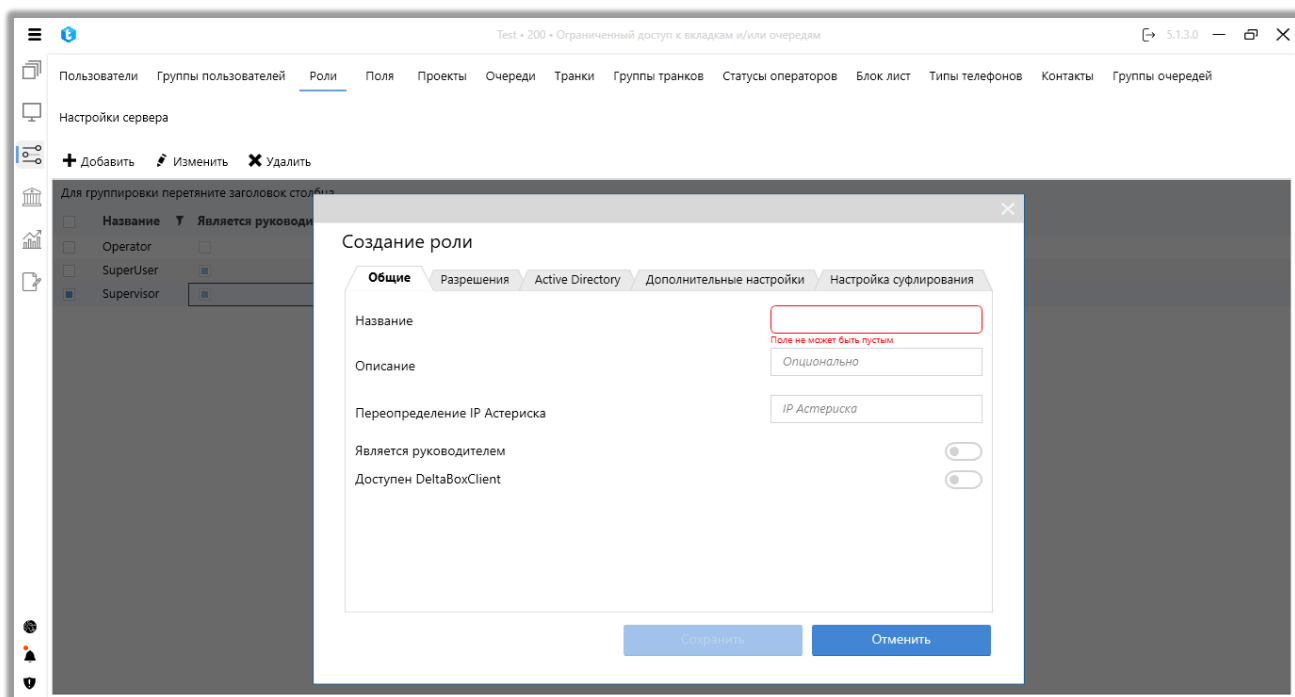 Test • 200 • Ограниченный доступ к вкладкам и/или очередям
5.1.3.0
Пользователи Группы пользователей Роли Поля Проекты Очереди Транки Группы транков Статусы операторов Блок лист Типы телефонов Контакты Группы очередей
Настройки сервера
Добавить Изменить Удалить
Для группировки перетяните заголовок столбца
Название Является руководи
Operator
SuperUser
Supervisor
Создание роли
Общие Разрешения Active Directory Дополнительные настройки Настройка суфлирования
Название
Поле не может быть пустым
Описание Опционально
Переопределение IP Астериска IP Астериска
Является руководителем
Доступен DeltaBoxClient
Сохранить Отменить